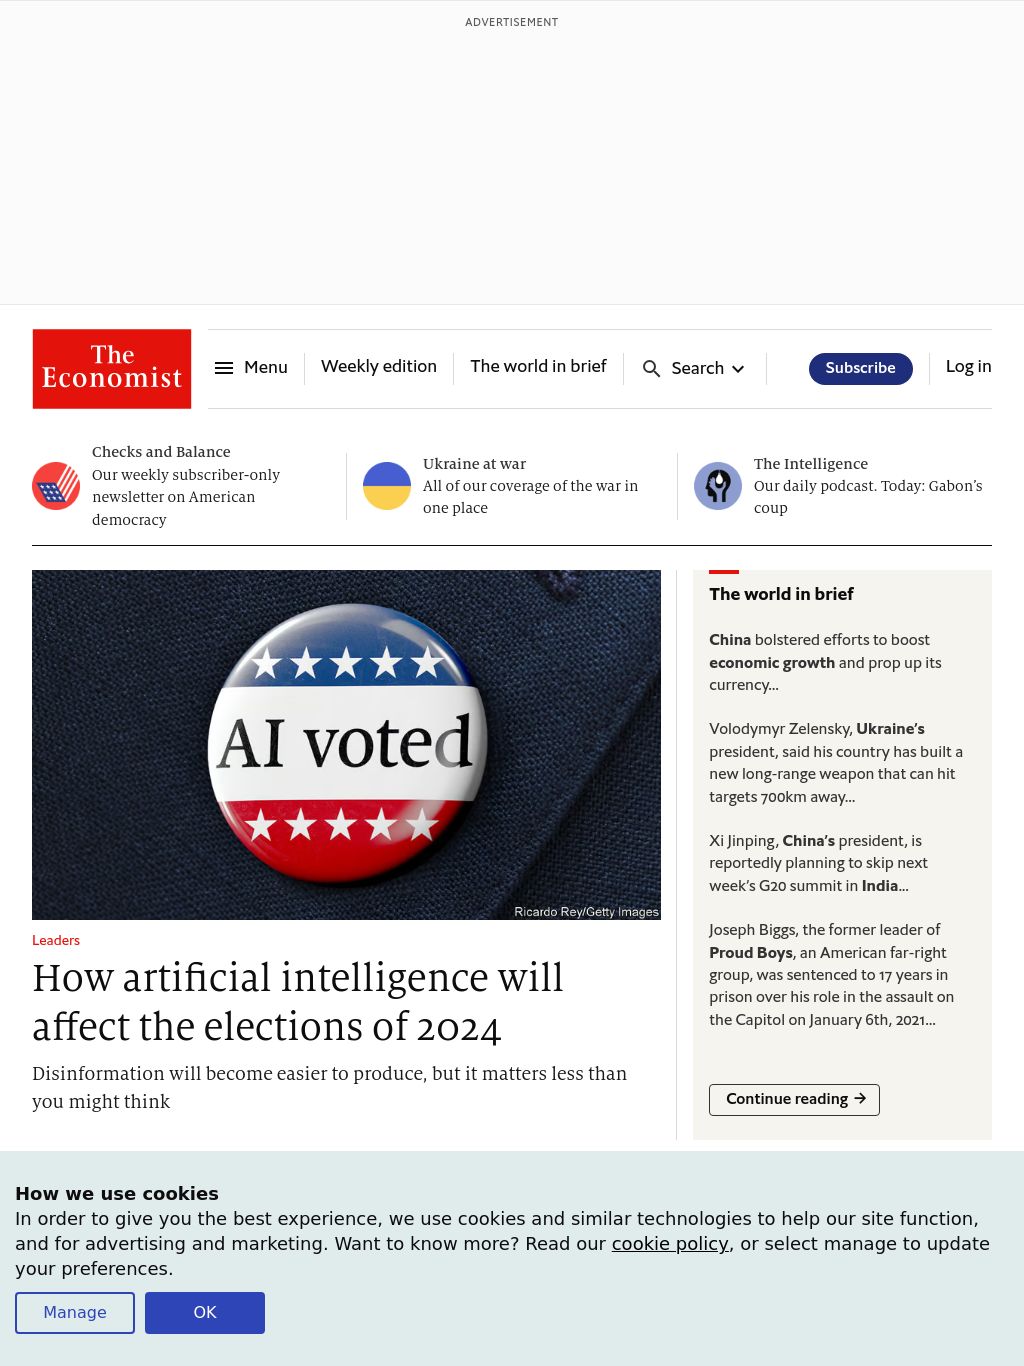 ADVERTISEMENT
The
Economist
Menu
Weekly edition
The world in brief
Search
Subscribe
Log in
Checks and Balance
Our weekly subscriber-only
newsletter on American
democracy
Ukraine at war
All of our coverage of the war in
one place
The Intelligence
Our daily podcast. Today: Gabon’s
coup
AI voted
Ricardo Rey/Getty Images
Leaders
How artificial intelligence will
affect the elections of 2024
Disinformation will become easier to produce, but it matters less than
you might think
The world in brief
China bolstered efforts to boost
economic growth and prop up its
currency…
Volodymyr Zelensky, Ukraine’s
president, said his country has built a
new long-range weapon that can hit
targets 700km away…
Xi Jinping, China’s president, is
reportedly planning to skip next
week’s G20 summit in India…
Joseph Biggs, the former leader of
Proud Boys, an American far-right
group, was sentenced to 17 years in
prison over his role in the assault on
the Capitol on January 6th, 2021…
Continue reading →
How we use cookies
In order to give you the best experience, we use cookies and similar technologies to help our site function,
and for advertising and marketing. Want to know more? Read our cookie policy, or select manage to update
your preferences.
Manage
OK